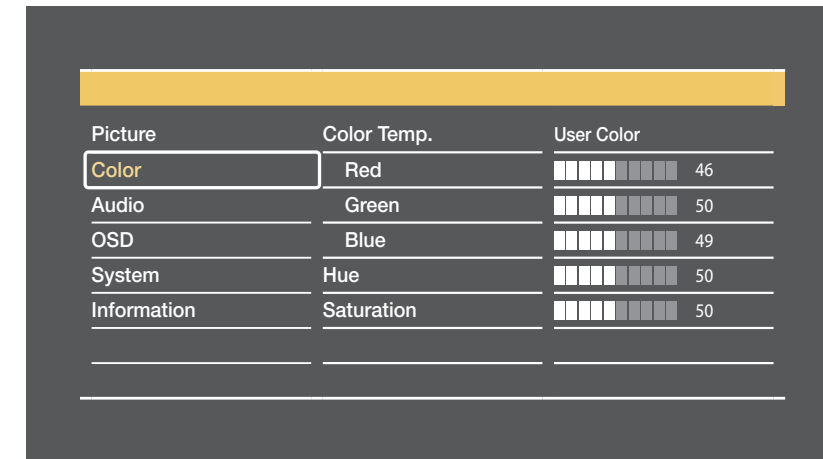 Picture Color Temp. User Color
Color Red 46
Audio Green 50
OSD Blue 49
System Hue 50
Information Saturation 50